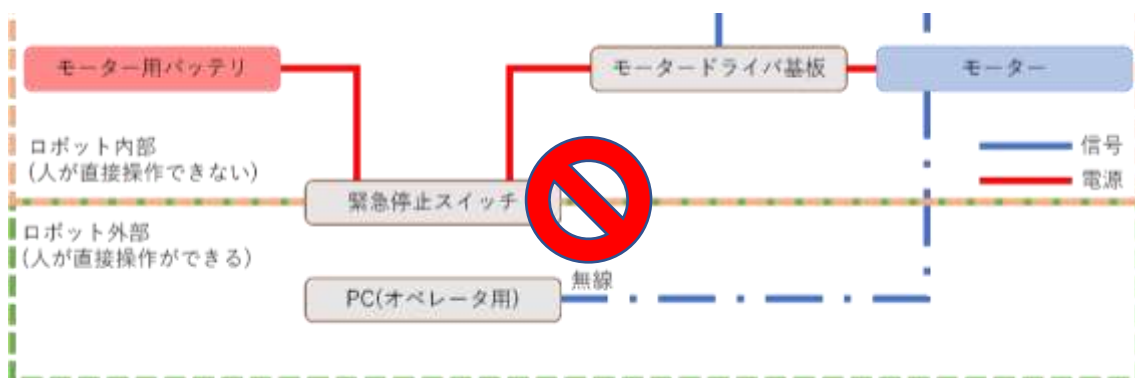 モーター用バッテリ
モータードライバ基板
モーター
ロボット内部
(人が直接操作できない)
信号
電源
緊急停止スイッチ
ロボット外部
(人が直接操作ができる)
無線
PC(オペレータ用)